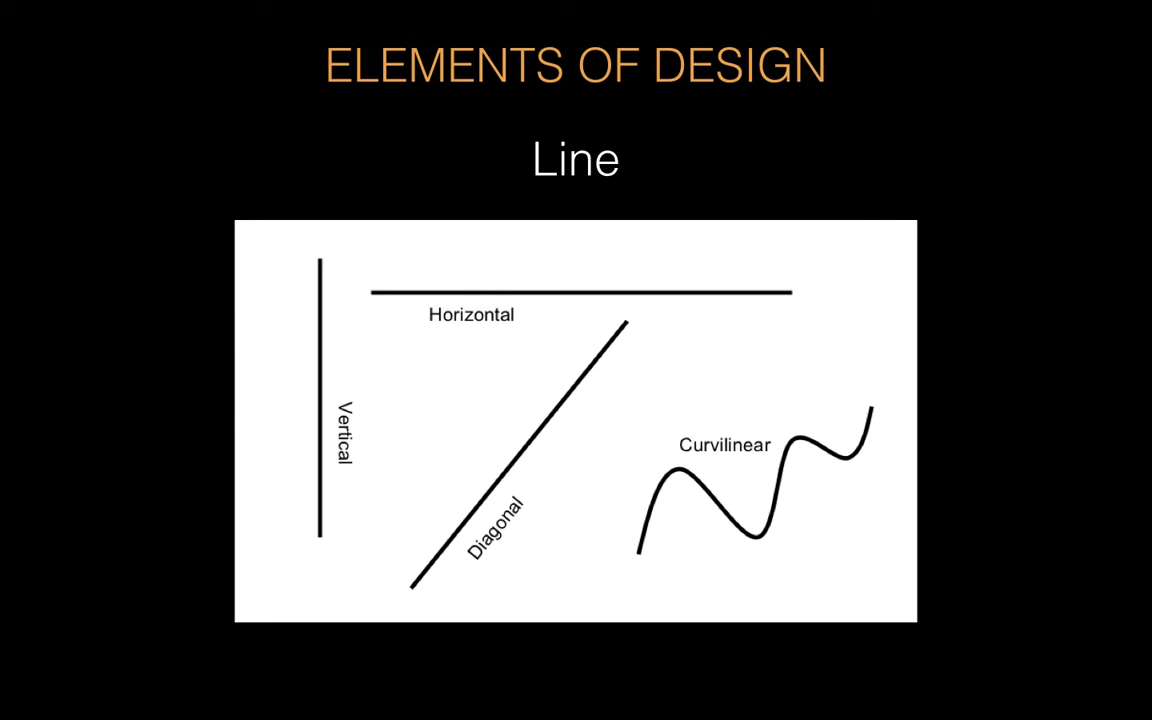 ELEMENTS OF DESIGN
Line
Horizontal
Vertical
Curvilinear
Diagonal